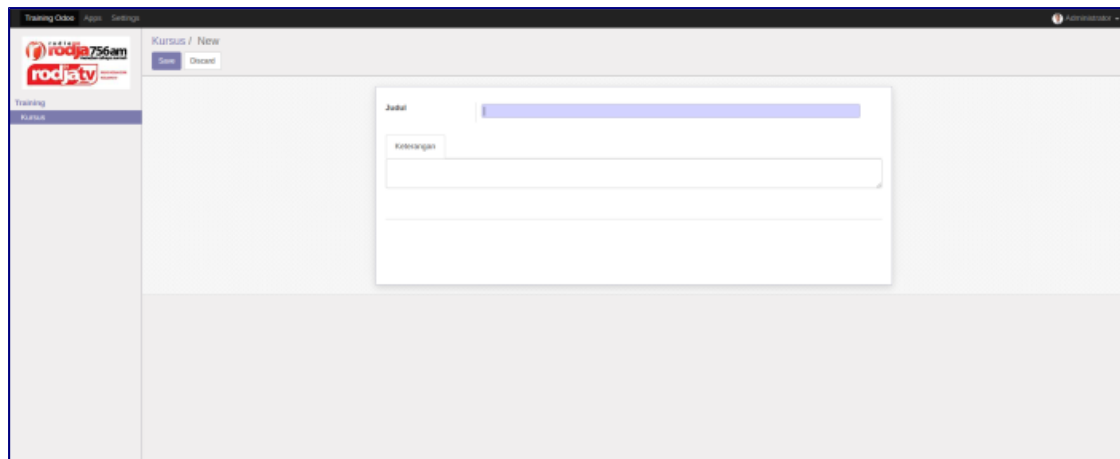 Training Odoo Apps Settings
Administrator
rodja 756am
rodja tv
Kursus / New
Save Discard
Training
Kursus
Judul
Keterangan